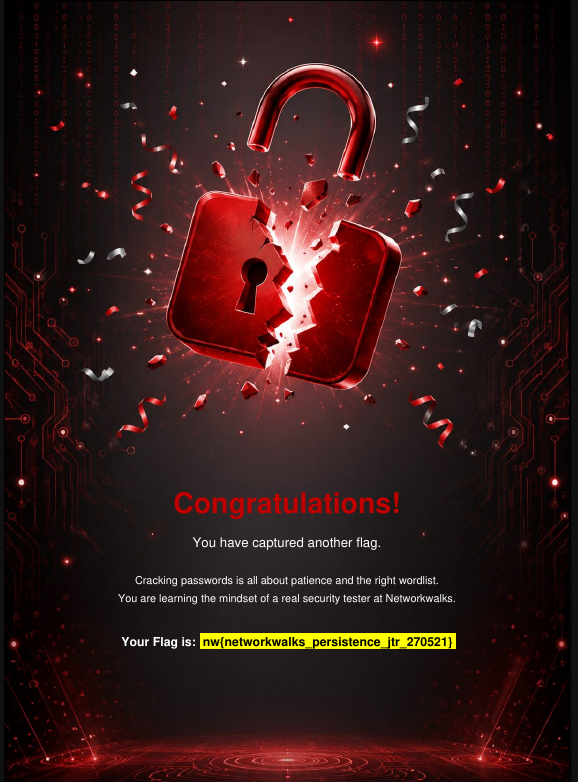 Congratulations!
You have captured another flag.
Cracking passwords is all about patience and the right wordlist.
You are learning the mindset of a real security tester at Networkwalks.
Your Flag is: nw{networkwalks_persistence_jtr_270521}